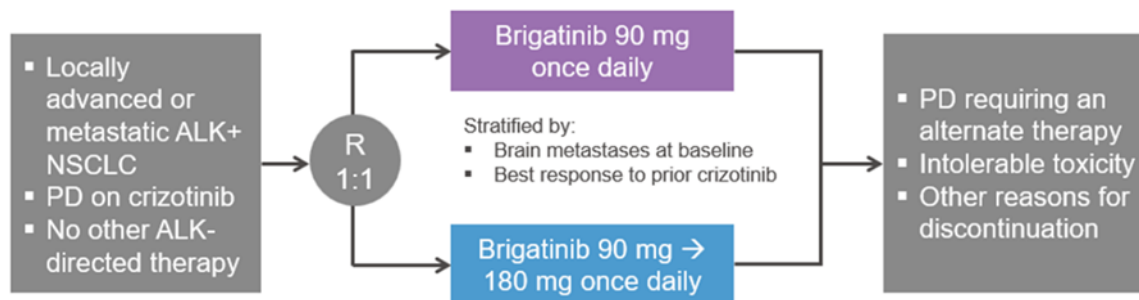 ▪ Locally
advanced or
metastatic ALK+
NSCLC
▪ PD on crizotinib
▪ No other ALK-
directed therapy
R
1:1
Brigatinib 90 mg
once daily
Stratified by:
▪ Brain metastases at baseline
▪ Best response to prior crizotinib
Brigatinib 90 mg →
180 mg once daily
▪ PD requiring an
alternate therapy
▪ Intolerable toxicity
▪ Other reasons for
discontinuation